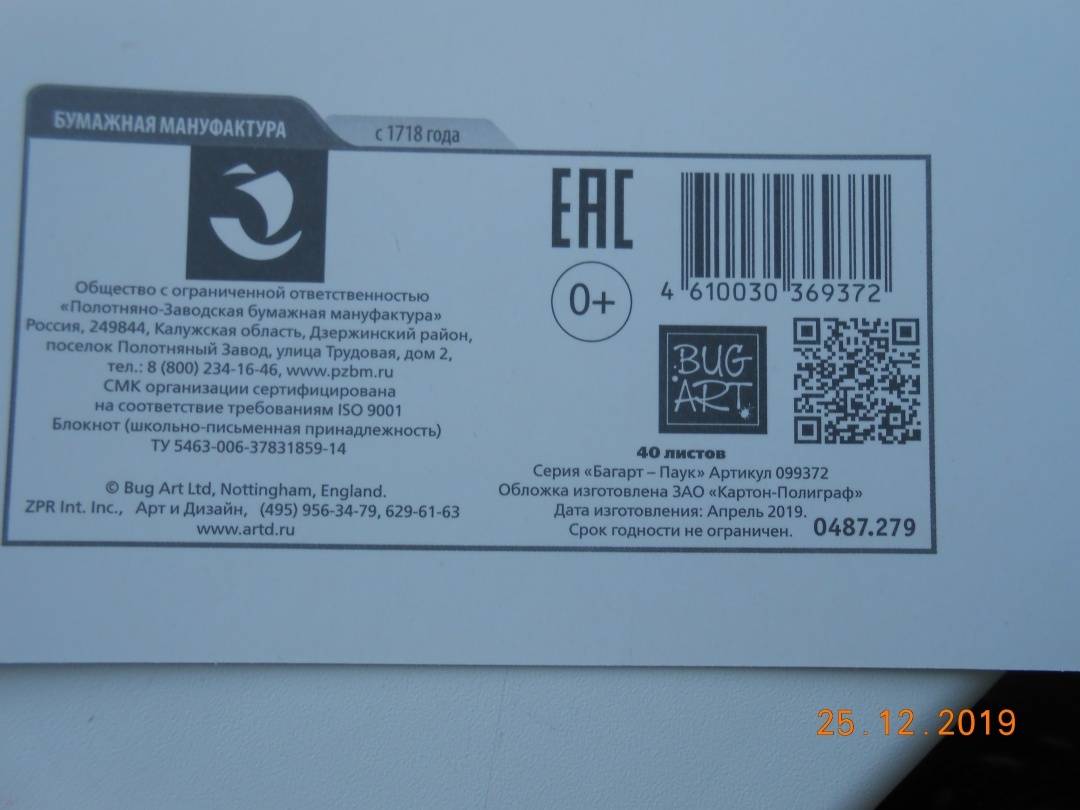 БУМАЖНАЯ МАНУФАКТУРА
с 1718 года
Общество с ограниченной ответственностью
«Полотняно-Заводская бумажная мануфактура»
Россия, 249844, Калужская область, Дзержинский район,
поселок Полотняный Завод, улица Трудовая, дом 2,
тел.: 8 (800) 234-16-46, www.pzbm.ru
СМК организации сертифицирована
на соответствие требованиям ISO 9001
Блокнот (школьно-письменная принадлежность)
ТУ 5463-006-37831859-14
© Bug Art Ltd, Nottingham, England.
ZPR Int. Inc., Арт и Дизайн, (495) 956-34-79, 629-61-63
www.artd.ru
EAC
0+
4 610030 369372
BUG
ART
40 листов
Серия «Багарт – Паук» Артикул 099372
Обложка изготовлена ЗАО «Картон-Полиграф»
Дата изготовления: Апрель 2019.
Срок годности не ограничен. 0487.279
25.12.2019